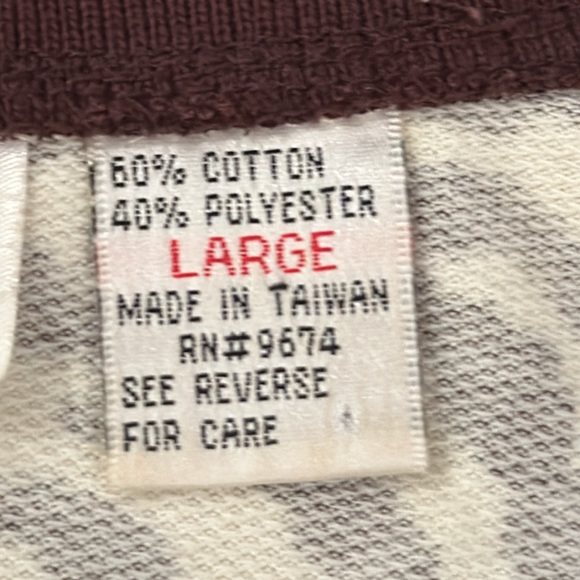 60% COTTON
40% POLYESTER
LARGE
MADE IN TAIWAN
RN#9674
SEE REVERSE
FOR CARE